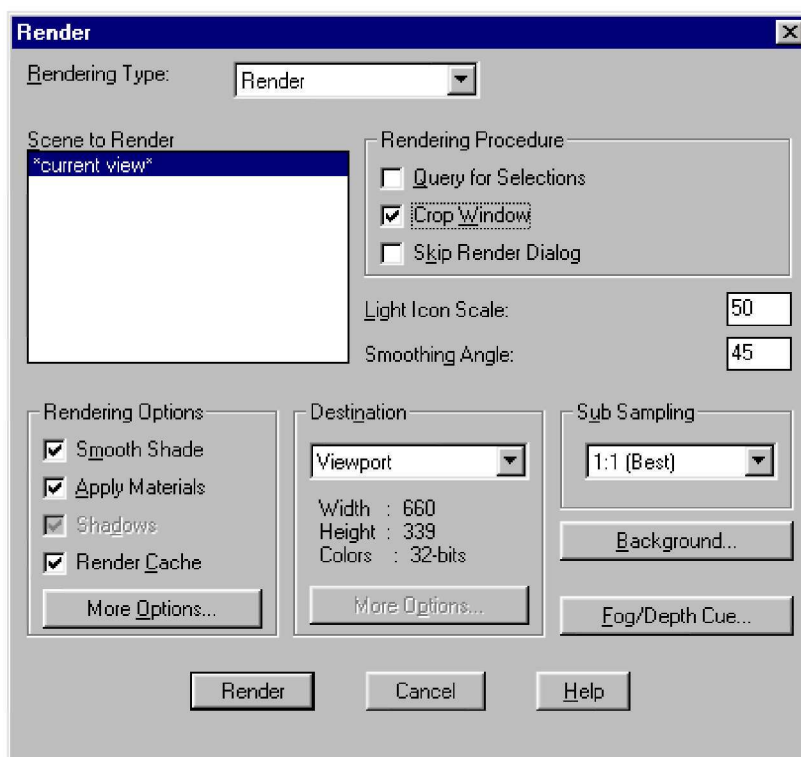 Render
Rendering Type:
Render
Scene to Render
*current view*
Rendering Procedure
Query for Selections
Crop Window
Skip Render Dialog
Light Icon Scale:
50
Smoothing Angle:
45
Rendering Options
Smooth Shade
Apply Materials
Shadows
Render Cache
More Options...
Destination
Viewport
Width : 660
Height : 339
Colors : 32-bits
More Options...
Sub Sampling
1:1 (Best)
Background...
Fog/Depth Cue...
Render
Cancel
Help